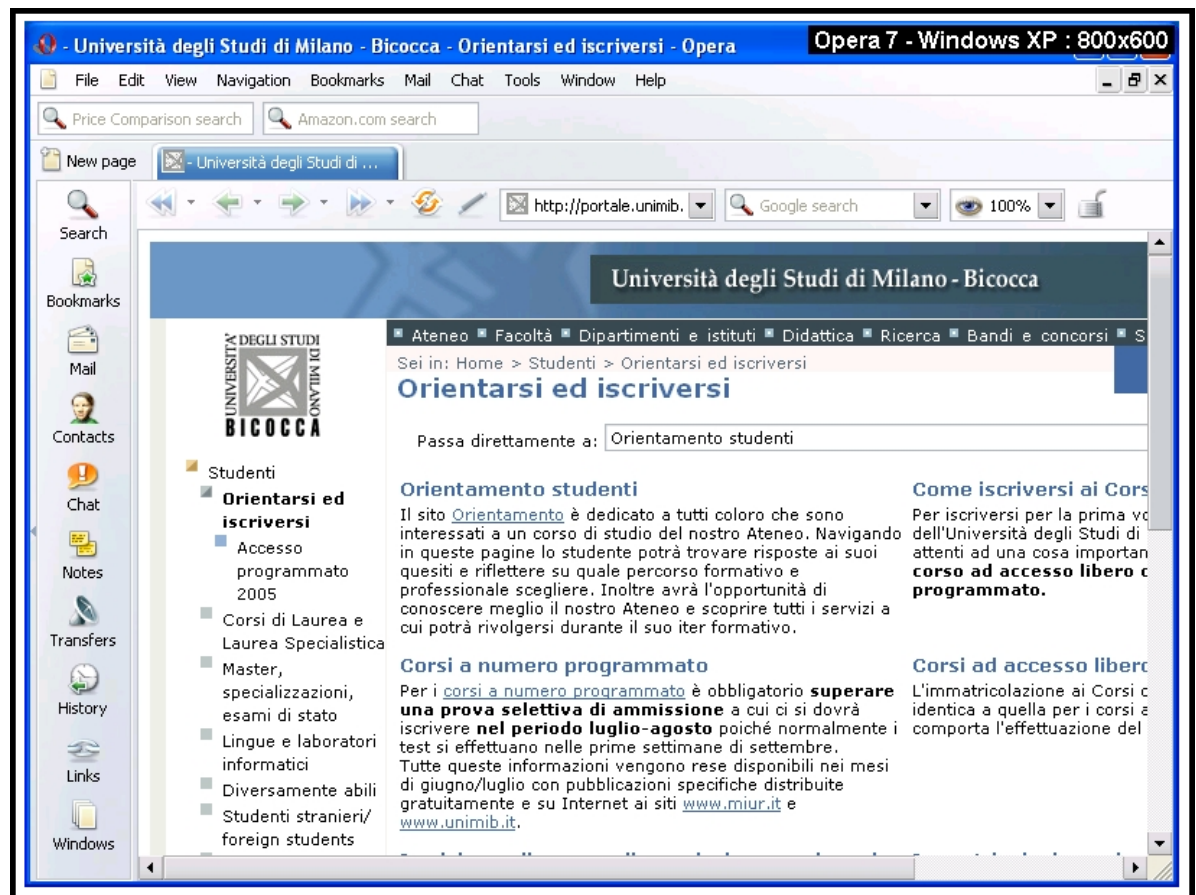 - Università degli Studi di Milano - Bicocca - Orientarsi ed iscriversi - Opera
Opera 7 - Windows XP : 800x600
File Edit View Navigation Bookmarks Mail Chat Tools Window Help
Price Comparison search Amazon.com search
New page - Università degli Studi di ...
http://portale.unimib. Google search 100%
Search
Bookmarks
Mail
Contacts
Chat
Notes
Transfers
History
Links
Windows
Università degli Studi di Milano - Bicocca
UNIVERSITA' DEGLI STUDI DI MILANO
BICOCCA
Ateneo Facoltà Dipartimenti e istituti Didattica Ricerca Bandi e concorsi S
Sei in: Home > Studenti > Orientarsi ed iscriversi
Orientarsi ed iscriversi
Passa direttamente a: Orientamento studenti
Studenti
Orientarsi ed
iscriversi
Accesso
programmato
2005
Corsi di Laurea e
Laurea Specialistica
Master,
specializzazioni,
esami di stato
Lingue e laboratori
informatici
Diversamente abili
Studenti stranieri/
foreign students
Orientamento studenti
Il sito Orientamento è dedicato a tutti coloro che sono
interessati a un corso di studio del nostro Ateneo. Navigando
in queste pagine lo studente potrà trovare risposte ai suoi
quesiti e riflettere su quale percorso formativo e
professionale scegliere. Inoltre avrà l'opportunità di
conoscere meglio il nostro Ateneo e scoprire tutti i servizi a
cui potrà rivolgersi durante il suo iter formativo.
Come iscriversi ai Cors
Per iscriversi per la prima vo
dell'Università degli Studi di
attenti ad una cosa importan
corso ad accesso libero o
programmato.
Corsi a numero programmato
Per i corsi a numero programmato è obbligatorio superare
una prova selettiva di ammissione a cui ci si dovrà
iscrivere nel periodo luglio-agosto poiché normalmente i
test si effettuano nelle prime settimane di settembre.
Tutte queste informazioni vengono rese disponibili nei mesi
di giugno/luglio con pubblicazioni specifiche distribuite
gratuitamente e su Internet ai siti www.miur.it e
www.unimib.it.
Corsi ad accesso libero
L'immatricolazione ai Corsi c
identica a quella per i corsi a
comporta l'effettuazione del